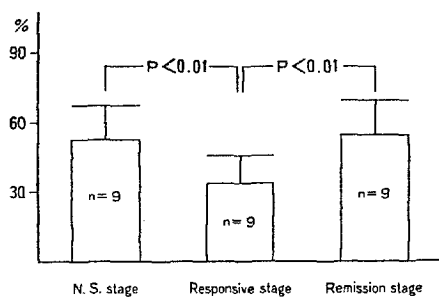 %
90
P<0.01 P<0.01
60
n=9 n=9
30
n=9
N. S. stage Responsive stage Remission stage